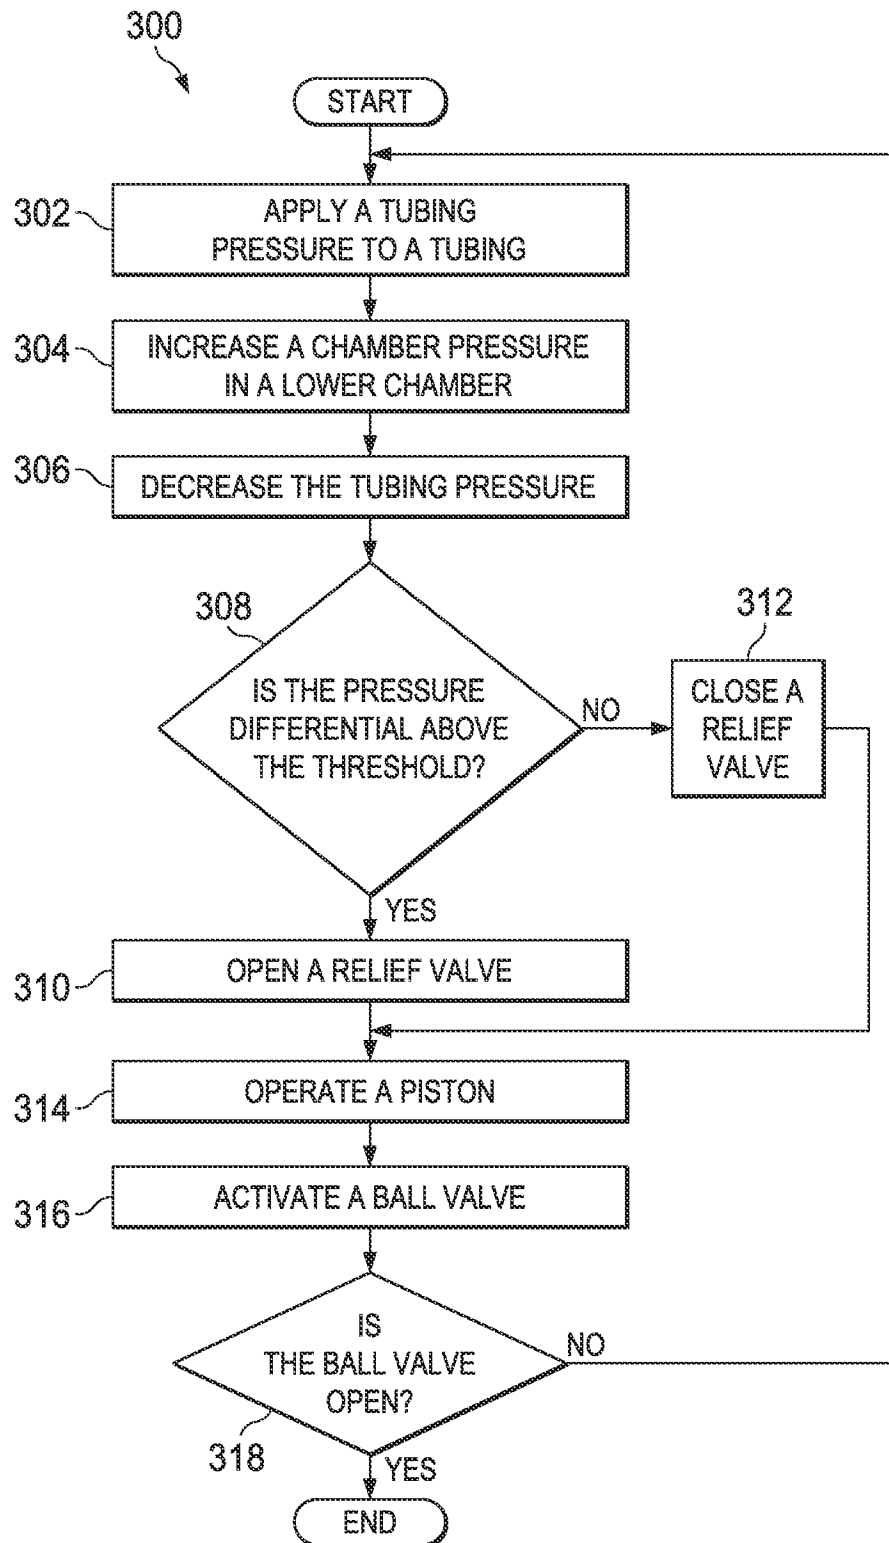 300
START
302
APPLY A TUBING
PRESSURE TO A TUBING
304
INCREASE A CHAMBER PRESSURE
IN A LOWER CHAMBER
306
DECREASE THE TUBING PRESSURE
308
IS THE PRESSURE
DIFFERENTIAL ABOVE
THE THRESHOLD?
NO
312
CLOSE A
RELIEF
VALVE
YES
310
OPEN A RELIEF VALVE
314
OPERATE A PISTON
316
ACTIVATE A BALL VALVE
IS
THE BALL VALVE
OPEN?
NO
318
YES
END